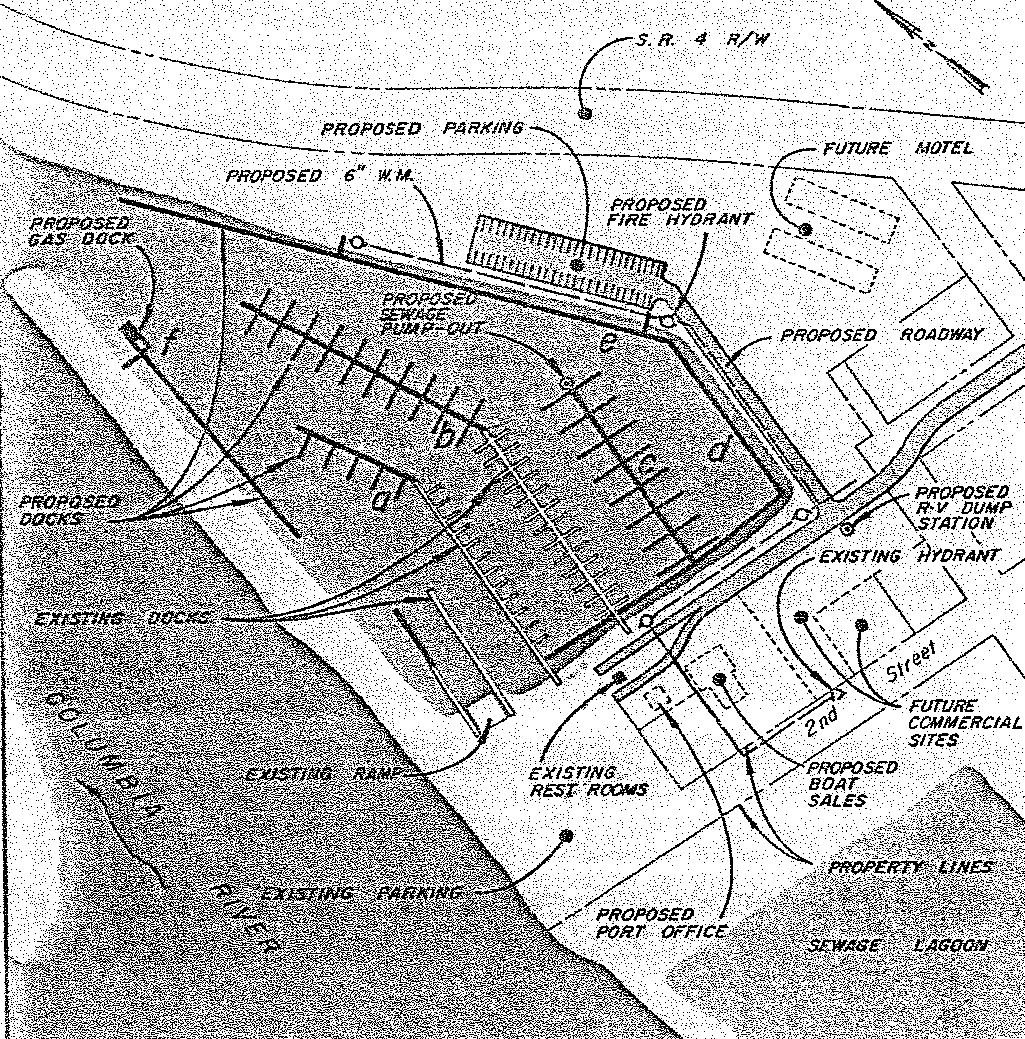 N
S.R. 4 R/W
PROPOSED PARKING
FUTURE MOTEL
PROPOSED 6" W.M.
PROPOSED
FIRE HYDRANT
PROPOSED
GAS DOCK
PROPOSED
SEWAGE
PUMP-OUT
PROPOSED ROADWAY
f
e
b
c
d
a
PROPOSED
DOCKS
PROPOSED
R-V DUMP
STATION
EXISTING HYDRANT
EXISTING DOCKS
2nd Street
FUTURE
COMMERCIAL
SITES
COLUMBIA RIVER
EXISTING RAMP
EXISTING
REST ROOMS
PROPOSED
BOAT
SALES
PROPERTY LINES
EXISTING PARKING
PROPOSED
PORT OFFICE
SEWAGE LAGOON